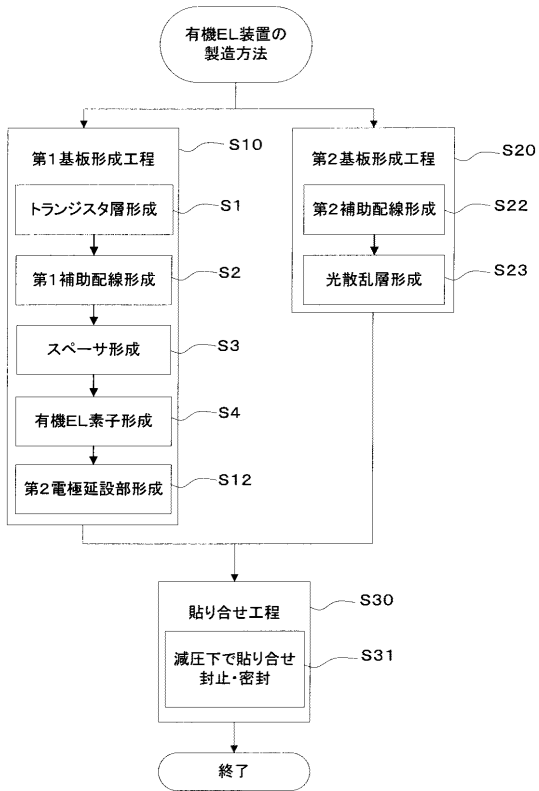 有機EL装置の
製造方法
第1基板形成工程
S10
トランジスタ層形成
S1
第1補助配線形成
S2
スペーサ形成
S3
有機EL素子形成
S4
第2電極延設部形成
S12
第2基板形成工程
S20
第2補助配線形成
S22
光散乱層形成
S23
貼り合せ工程
S30
減圧下で貼り合せ
封止・密封
S31
終了